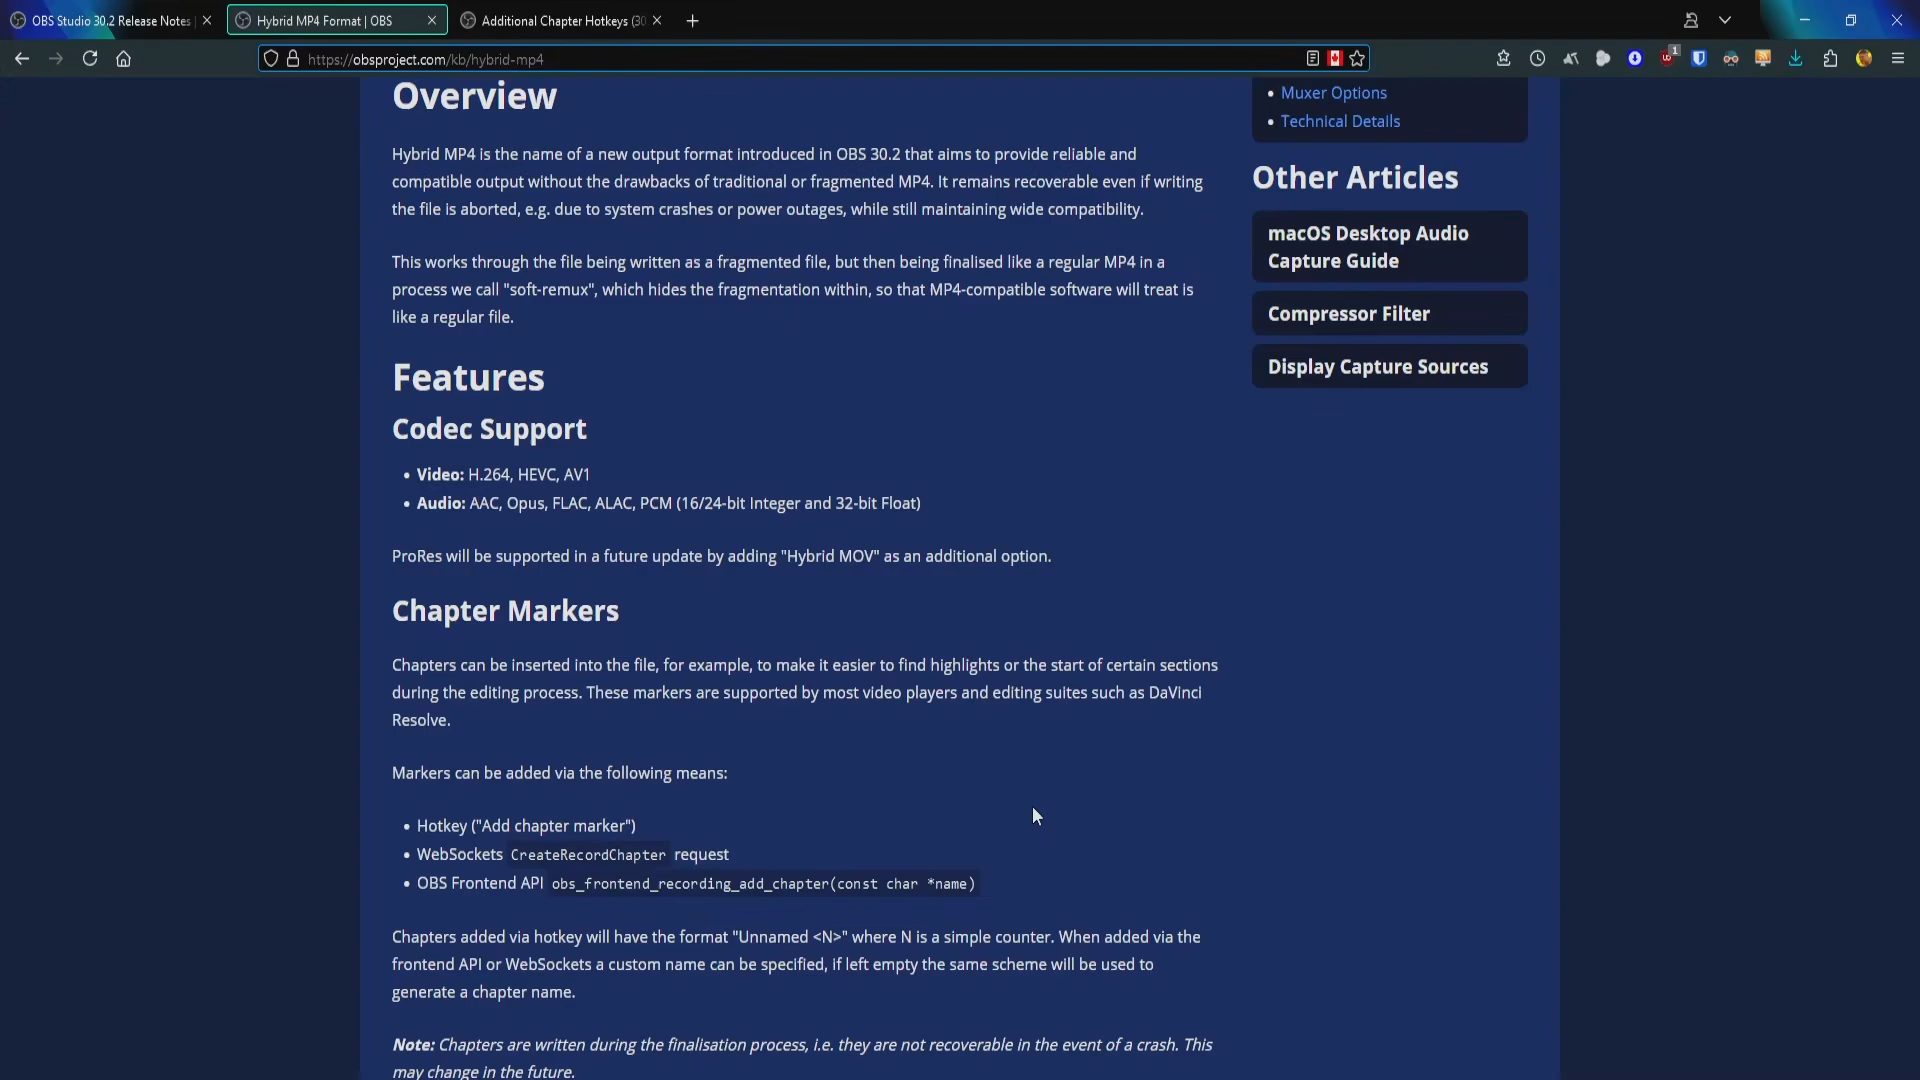 OBS Studio 30.2 Release Notes
Hybrid MP4 Format | OBS
Additional Chapter Hotkeys (30
https://obsproject.com/kb/hybrid-mp4
1
Overview
Hybrid MP4 is the name of a new output format introduced in OBS 30.2 that aims to provide reliable and
compatible output without the drawbacks of traditional or fragmented MP4. It remains recoverable even if writing
the file is aborted, e.g. due to system crashes or power outages, while still maintaining wide compatibility.
This works through the file being written as a fragmented file, but then being finalised like a regular MP4 in a
process we call "soft-remux", which hides the fragmentation within, so that MP4-compatible software will treat is
like a regular file.
Features
Codec Support
• Video: H.264, HEVC, AV1
• Audio: AAC, Opus, FLAC, ALAC, PCM (16/24-bit Integer and 32-bit Float)
ProRes will be supported in a future update by adding "Hybrid MOV" as an additional option.
Chapter Markers
Chapters can be inserted into the file, for example, to make it easier to find highlights or the start of certain sections
during the editing process. These markers are supported by most video players and editing suites such as DaVinci
Resolve.
Markers can be added via the following means:
• Hotkey ("Add chapter marker")
• WebSockets CreateRecordChapter request
• OBS Frontend API obs_frontend_recording_add_chapter(const char *name)
Chapters added via hotkey will have the format "Unnamed <N>" where N is a simple counter. When added via the
frontend API or WebSockets a custom name can be specified, if left empty the same scheme will be used to
generate a chapter name.
Note: Chapters are written during the finalisation process, i.e. they are not recoverable in the event of a crash. This
may change in the future.
• Muxer Options
• Technical Details
Other Articles
macOS Desktop Audio
Capture Guide
Compressor Filter
Display Capture Sources